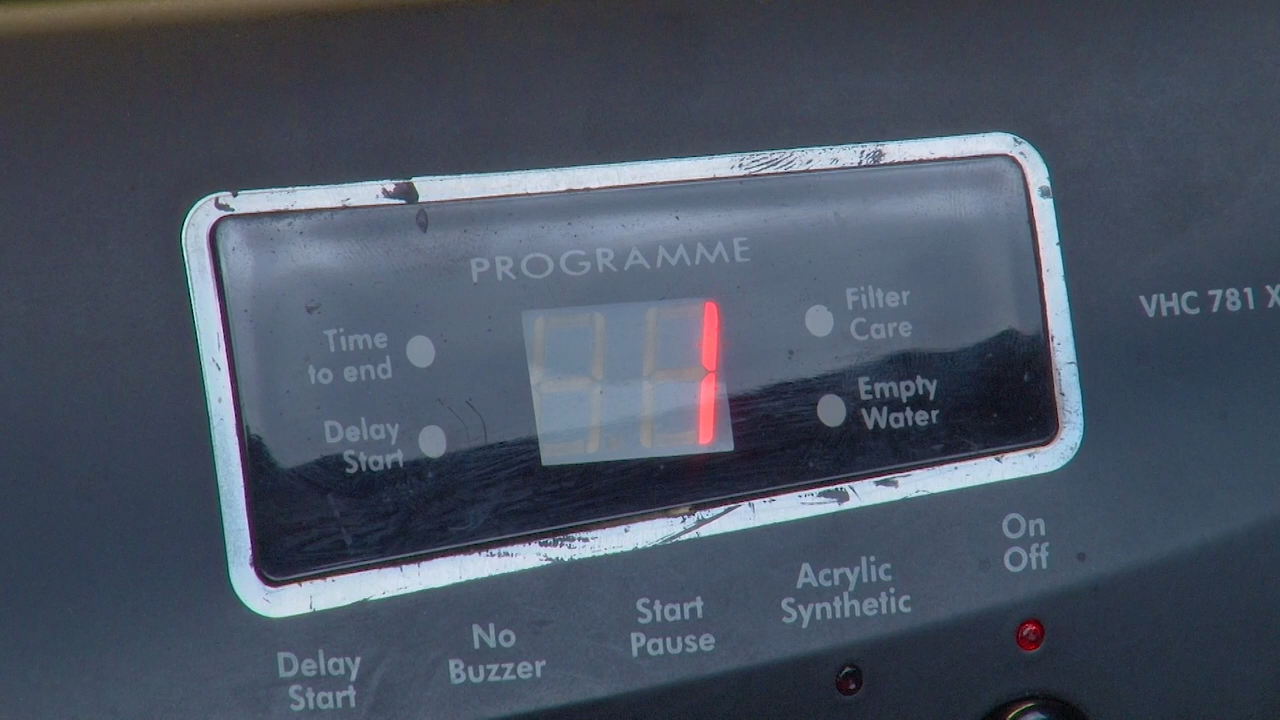 PROGRAMME
Time
to end
Delay
Start
1
Filter
Care
Empty
Water
VHC 781 X
On
Off
Acrylic
Synthetic
Start
Pause
No
Buzzer
Delay
Start